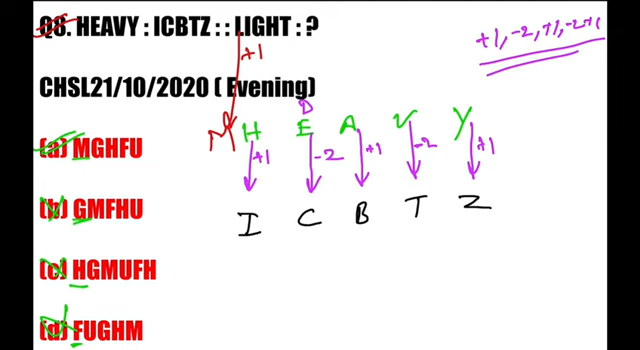 Q8. HEAVY : ICBTZ : : LIGHT : ?
+1, -2, +1, -2 +1
+1
CHSL21/10/2020 ( Evening)
D
M H E A V Y
(a) MGHFU
+1 -2 +1 -2 +1
(b) GMFHU
I C B T Z
(c) HGMUFH
(d) FUGHM